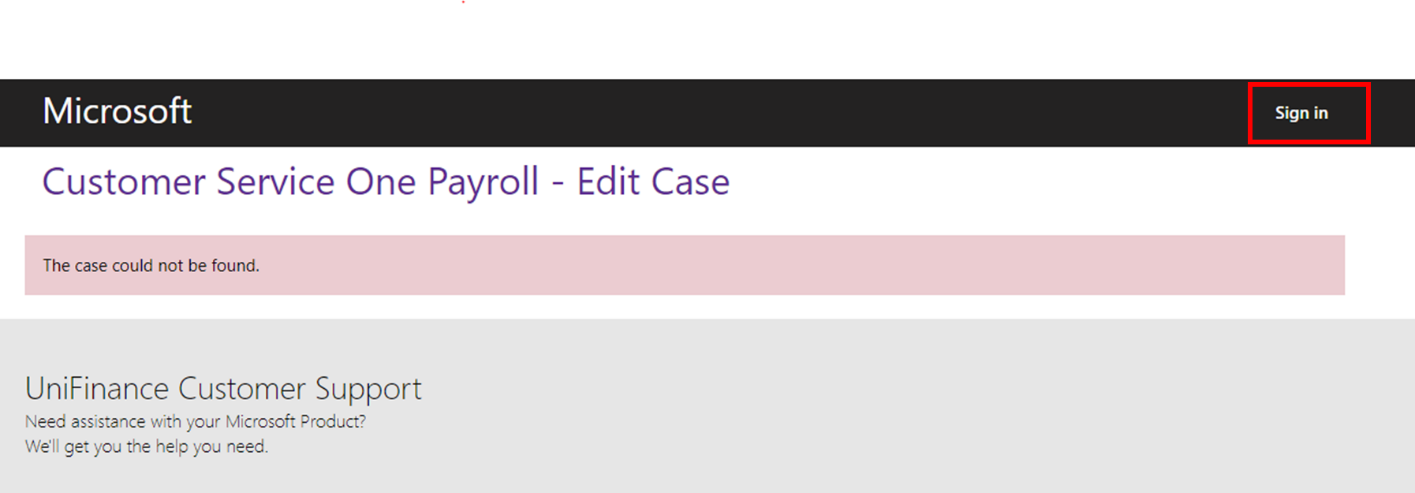 Microsoft
Sign in
Customer Service One Payroll - Edit Case
The case could not be found.
UniFinance Customer Support
Need assistance with your Microsoft Product?
We'll get you the help you need.